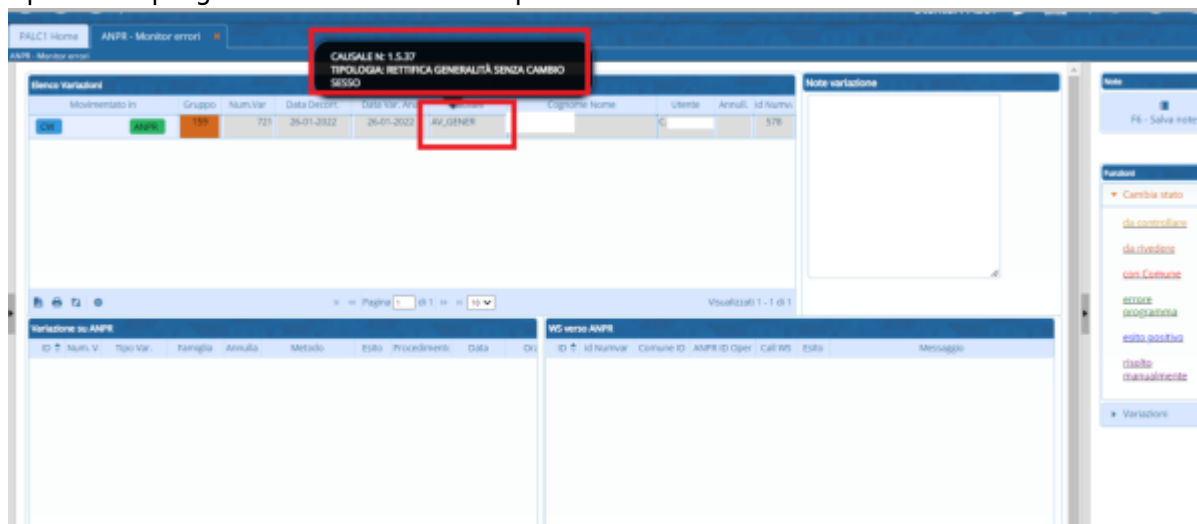 PALC1 Home
ANPR - Monitor errori
ANPR - Monitor errori
CAUSALE N: 1.5.37
TIPOLOGIA: RETTIFICA GENERALITÀ SENZA CAMBIO
SESSO
Elenco Variazioni
Movimentato in Gruppo Num.Var Data Decorr. Data Var. Cognome Nome Utente Annull. Id Numv
CIVI ANPR 159 721 26-01-2022 26-01-2022 AV_GENER C. 578
Pagina 1 di 1 10
Visualizzati 1 - 1 di 1
Note variazione
Note
F6 - Salva note
Funzioni
Cambia stato
da controllare
da rivedere
con Comune
errore
programma
esito positivo
risolto
manualmente
Variazioni
Variazione su ANPR
ID Num. V. Tipo Var. Famiglia Annulla Metodo Esito Procedimento Data Ora
WS verso ANPR
ID Id Numvar Comune ID ANPR ID Oper Call WS Esito Messaggio